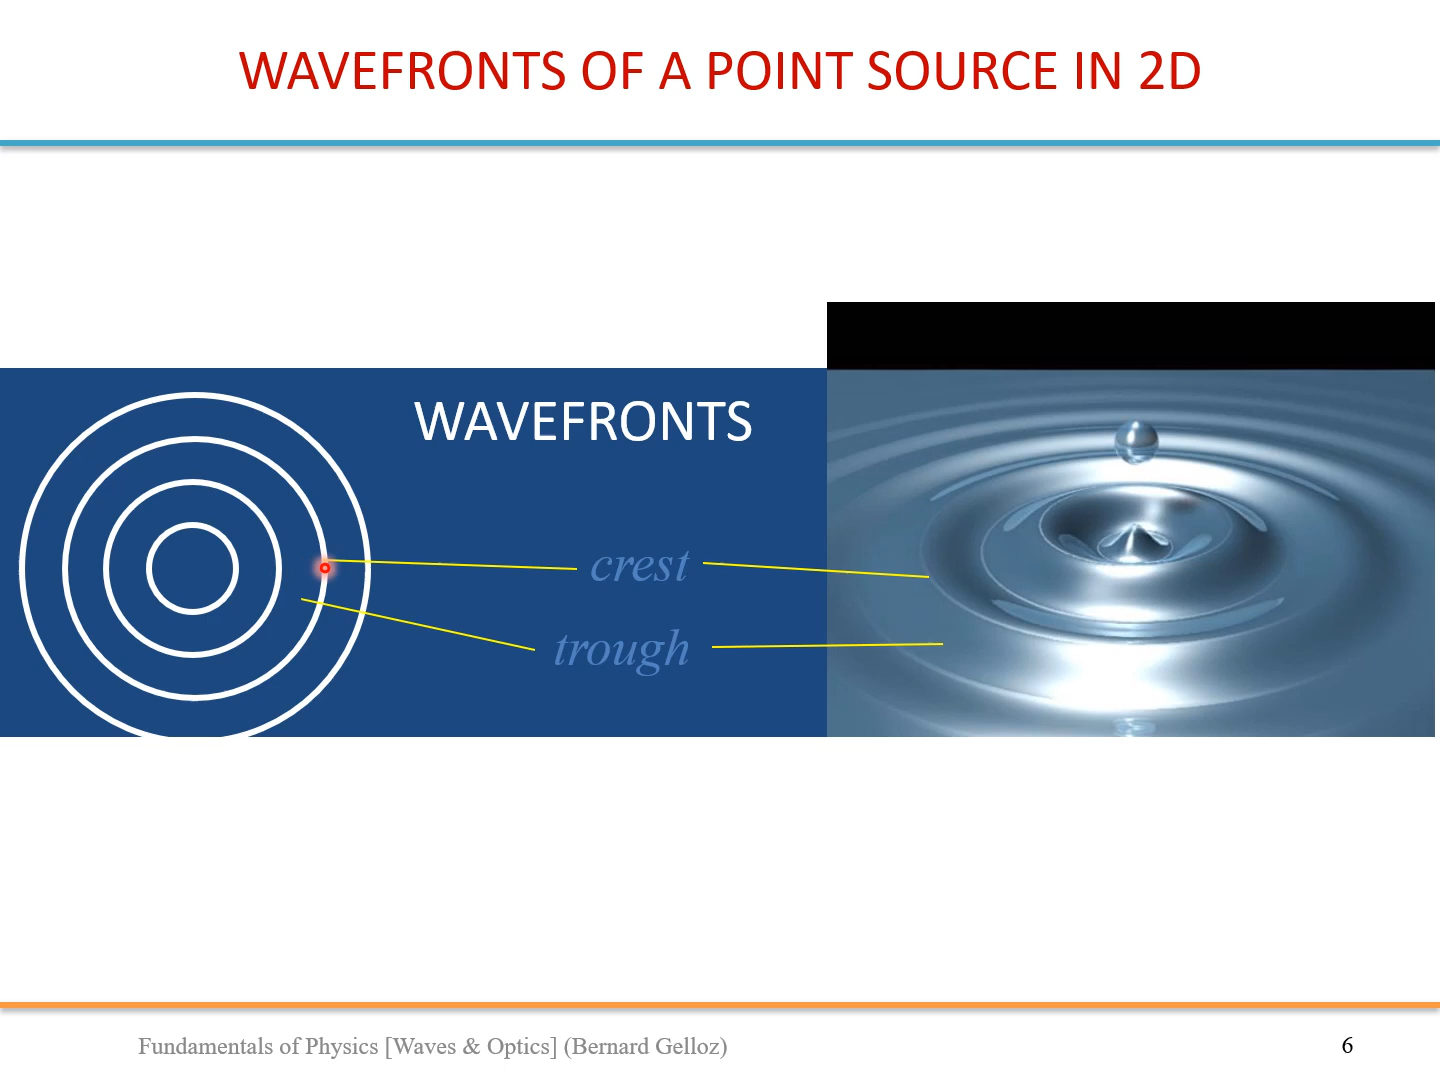 WAVEFRONTS OF A POINT SOURCE IN 2D
WAVEFRONTS
crest
trough
Fundamentals of Physics [Waves & Optics] (Bernard Gelloz)
6